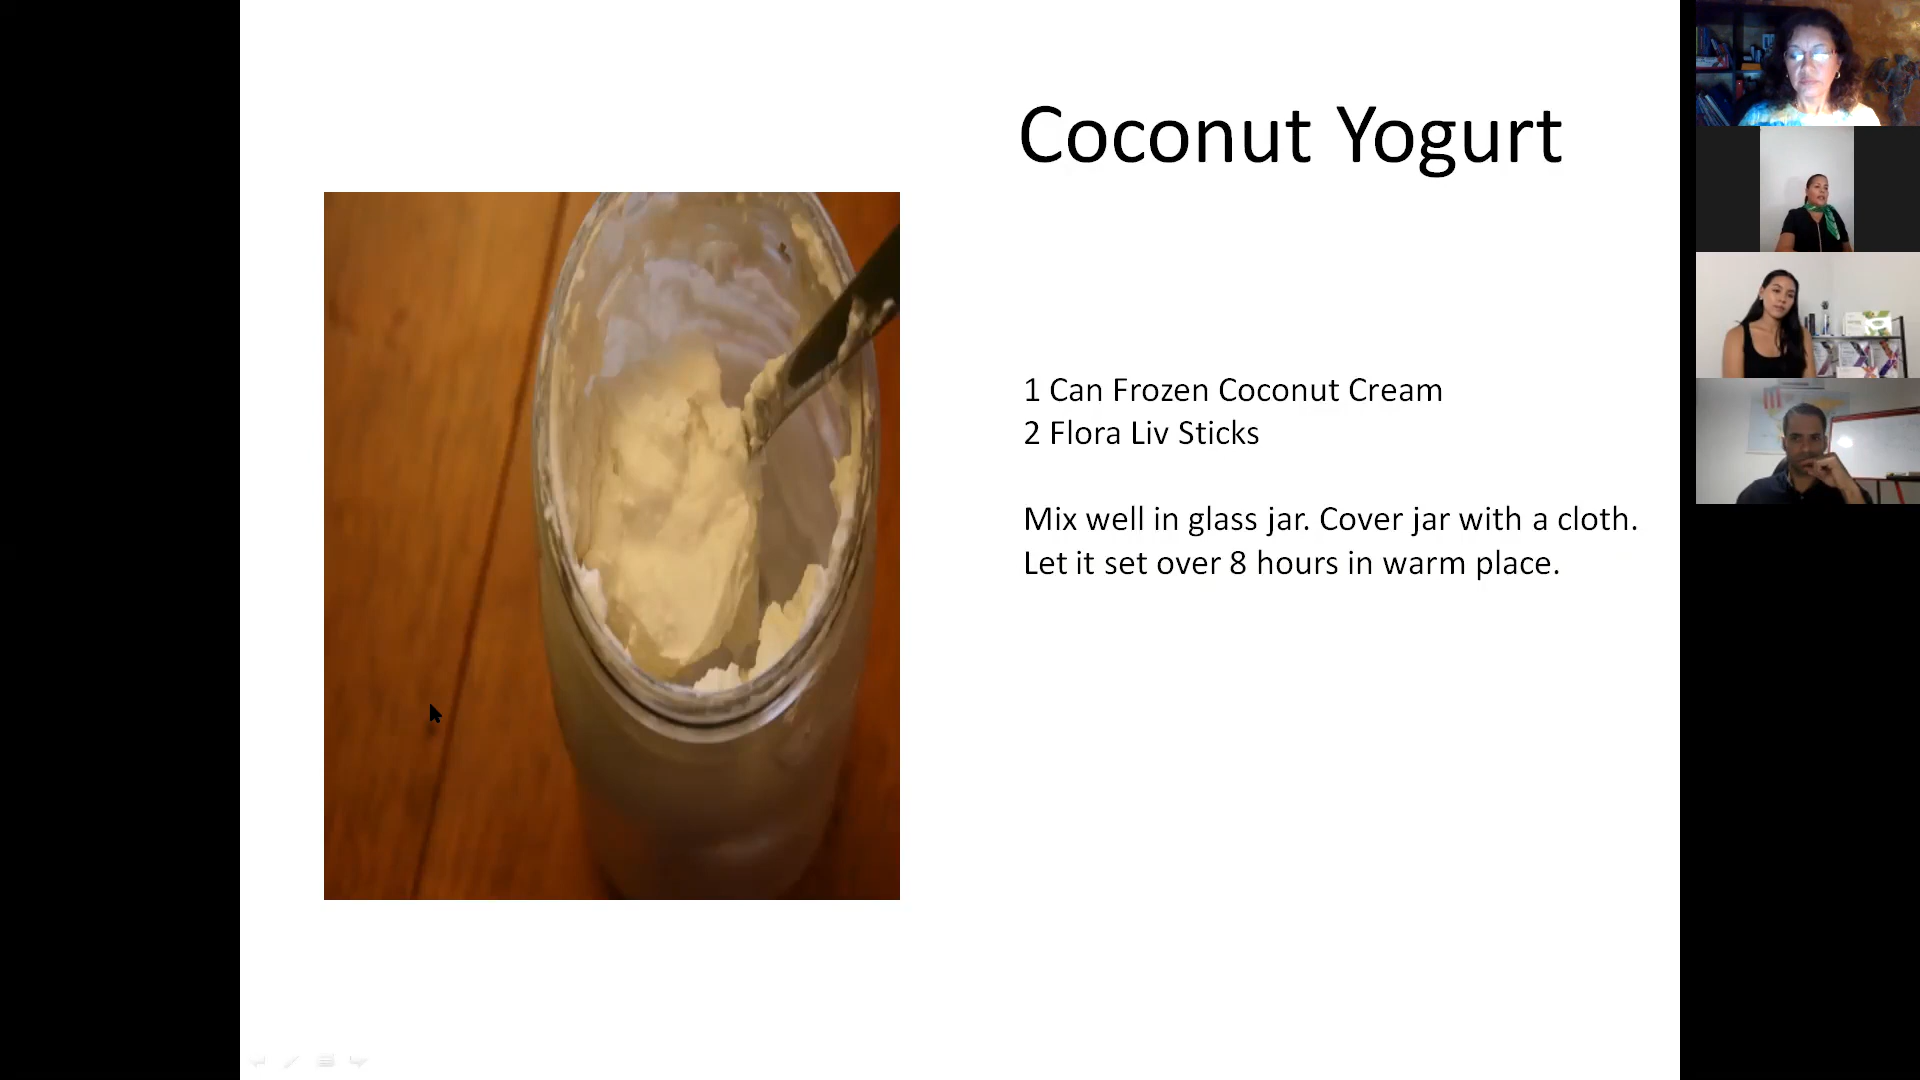 Coconut Yogurt
1 Can Frozen Coconut Cream
2 Flora Liv Sticks
Mix well in glass jar. Cover jar with a cloth.
Let it set over 8 hours in warm place.